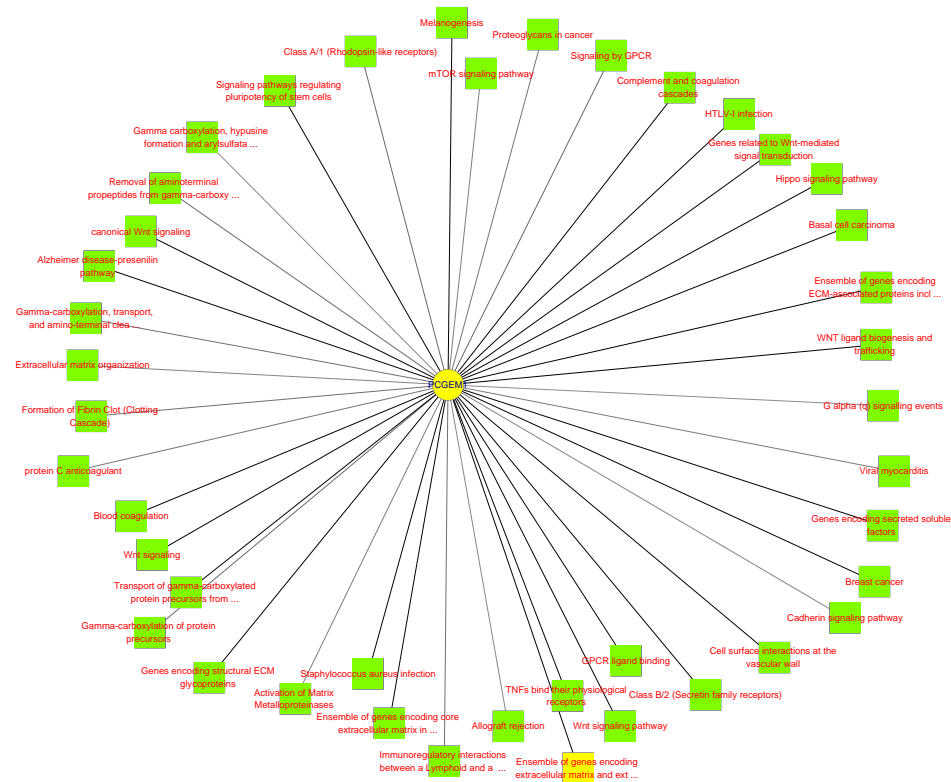 Melanogenesis
Proteoglycans in cancer
Class A/1 (Rhodopsin-like receptors)
Signaling by GPCR
mTOR signaling pathway
Signaling pathways regulating
pluripotency of stem cells
Complement and coagulation
cascades
HTLV-I infection
Gamma carboxylation, hypusine
formation and arylsulfata ...
Genes related to Wnt-mediated
signal transduction
Removal of aminoterminal
propeptides from gamma-carboxy ...
Hippo signaling pathway
canonical Wnt signaling
Basal cell carcinoma
Alzheimer disease-presenilin
pathway
Ensemble of genes encoding
ECM-associated proteins incl ...
Gamma-carboxylation, transport,
and amino-terminal clea ...
WNT ligand biogenesis and
trafficking
Extracellular matrix organization
PCGEM1
Formation of Fibrin Clot (Clotting
Cascade)
G alpha (q) signalling events
protein C anticoagulant
Viral myocarditis
Blood coagulation
Genes encoding secreted soluble
factors
Wnt signaling
Transport of gamma-carboxylated
protein precursors from ...
Breast cancer
Gamma-carboxylation of protein
precursors
Cadherin signaling pathway
Cell surface interactions at the
vascular wall
GPCR ligand binding
Genes encoding structural ECM
glycoproteins
Staphylococcus aureus infection
Activation of Matrix
Metalloproteinases
TNFs bind their physiological
receptors
Class B/2 (Secretin family receptors)
Ensemble of genes encoding core
extracellular matrix in ...
Allograft rejection
Wnt signaling pathway
Immunoregulatory interactions
between a Lymphoid and a ...
Ensemble of genes encoding
extracellular matrix and ext ...